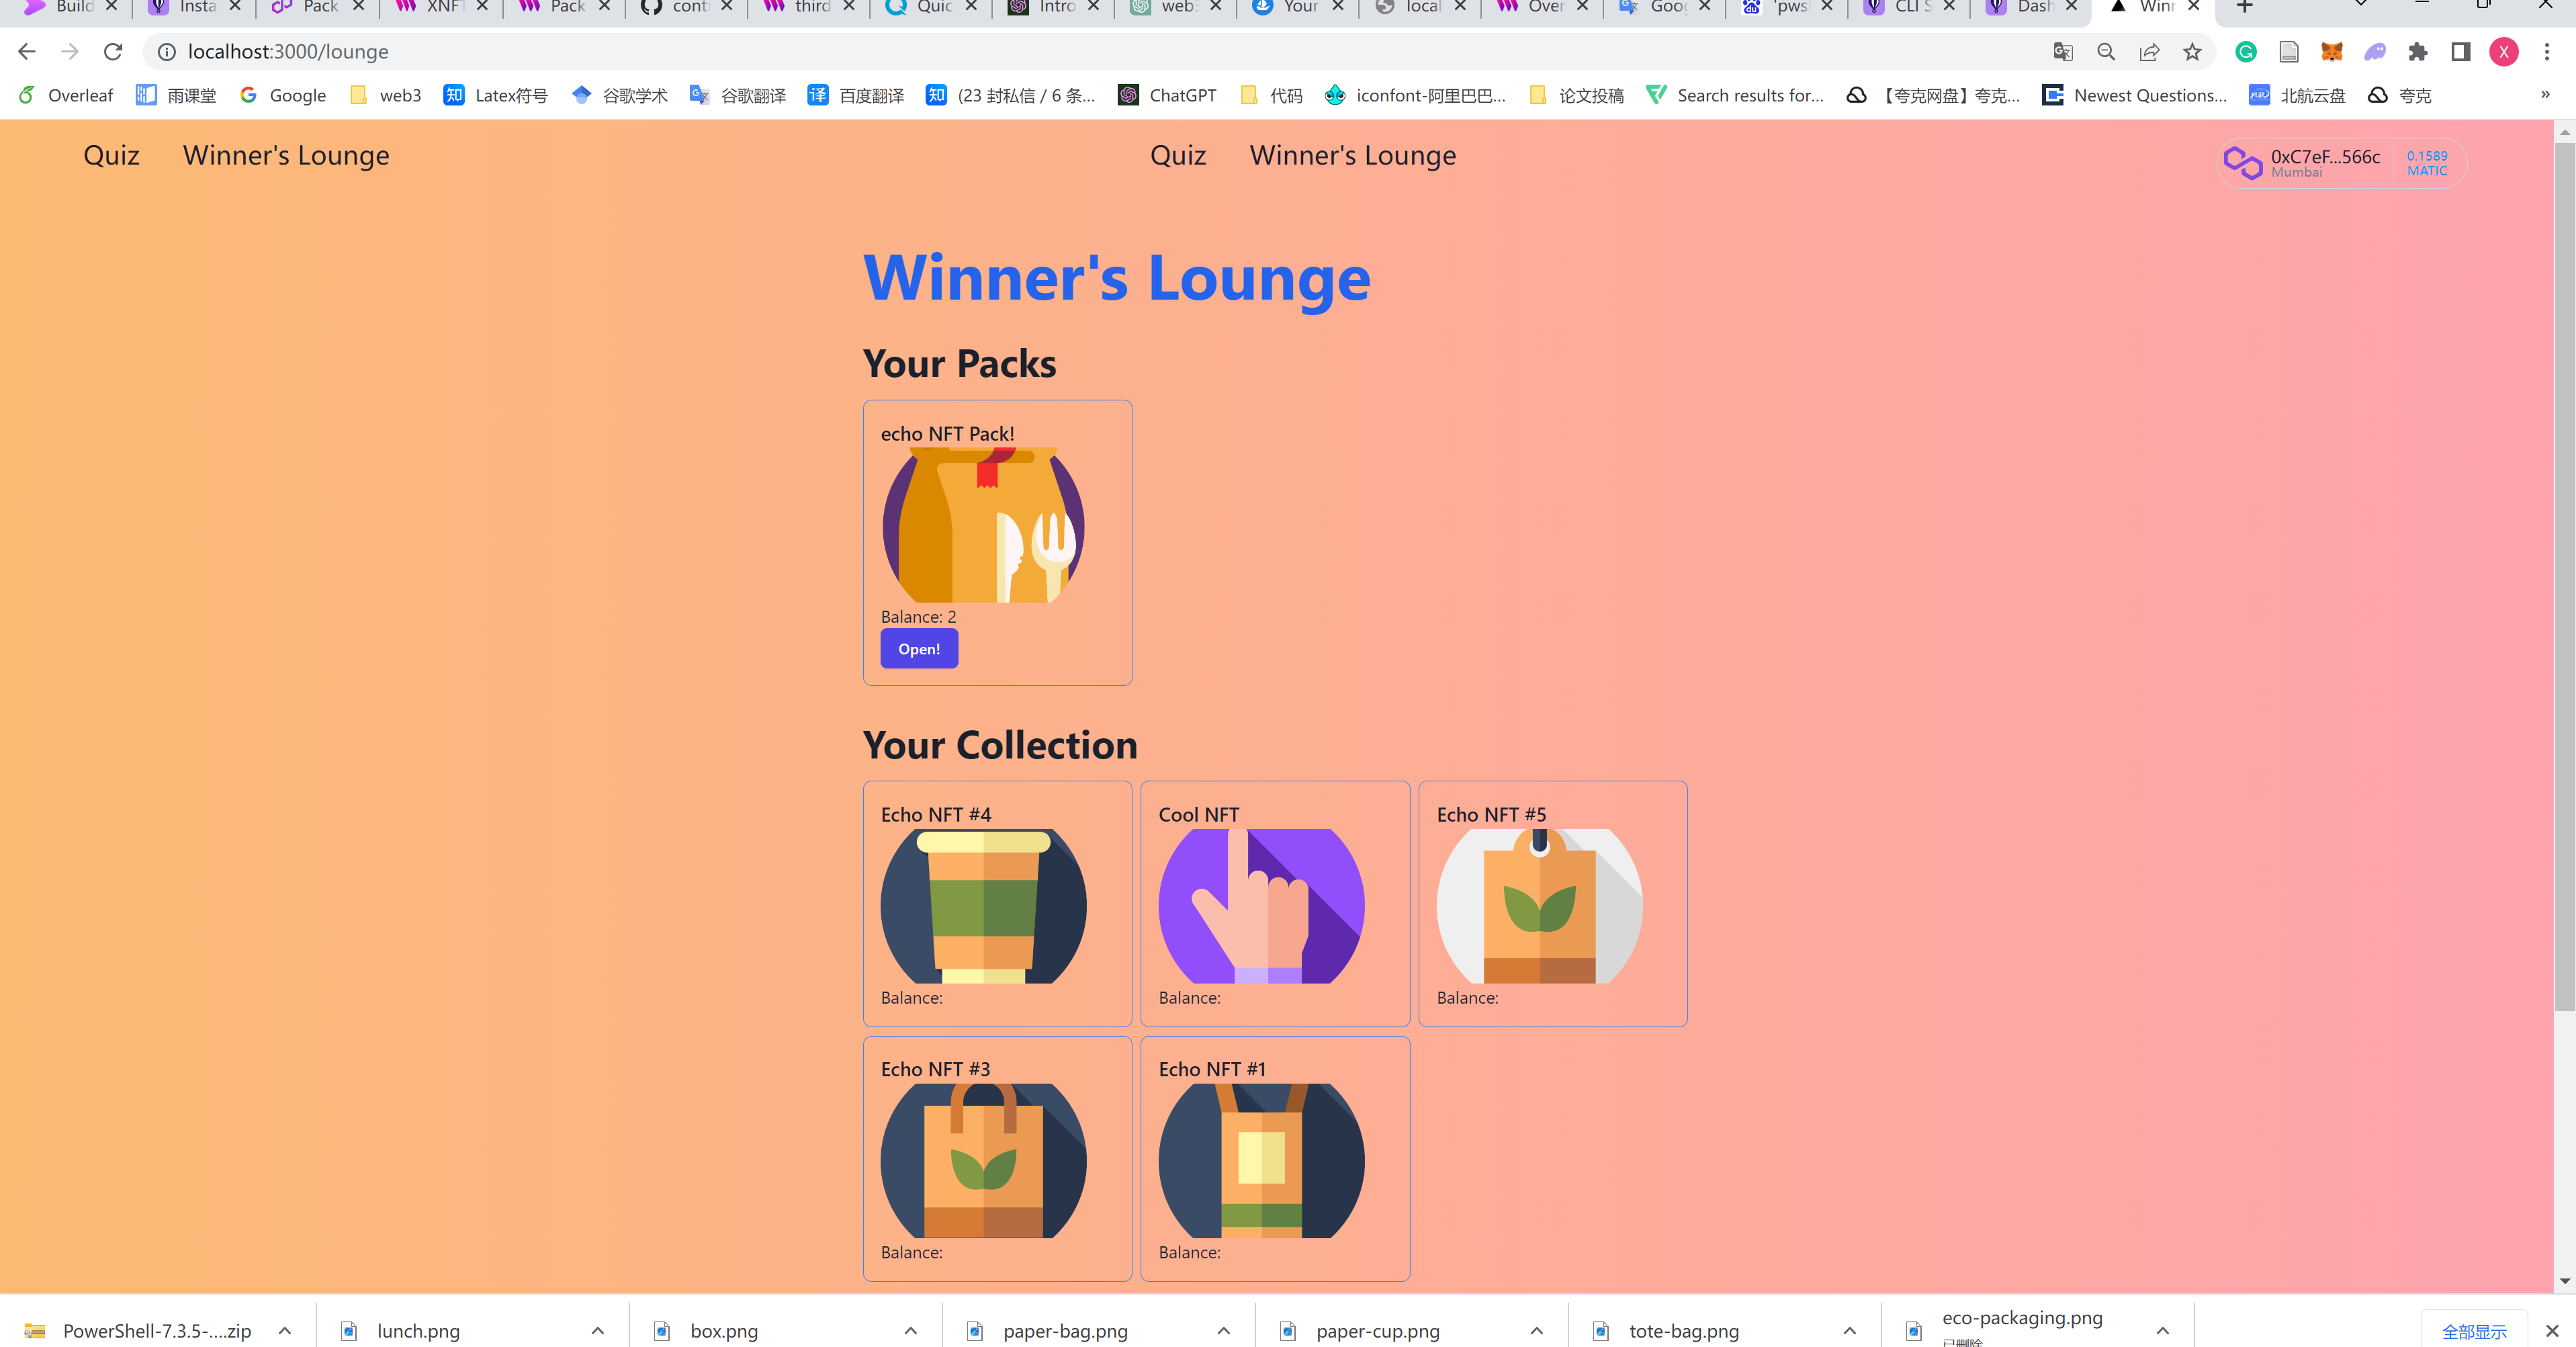 Build Insta Pack XNFT Pack cont third Quic Intro web3 Your local Over Goog 'pws CLI S Dash Winn
localhost:3000/lounge
Overleaf 雨课堂 Google web3 Latex符号 谷歌学术 谷歌翻译 百度翻译 (23 封私信 / 6 条... ChatGPT 代码 iconfont-阿里巴巴... 论文投稿 Search results for... 【夸克网盘】夸克... Newest Questions... 北航云盘 夸克 »
Quiz Winner's Lounge Quiz Winner's Lounge 0xC7eF...566c 0.1589
Mumbai MATIC
Winner's Lounge
Your Packs
echo NFT Pack!
Balance: 2
Open!
Your Collection
Echo NFT #4 Cool NFT Echo NFT #5
Balance: Balance: Balance:
Echo NFT #3 Echo NFT #1
Balance: Balance:
PowerShell-7.3.5-....zip lunch.png box.png paper-bag.png paper-cup.png tote-bag.png eco-packaging.png 全部显示
已删除